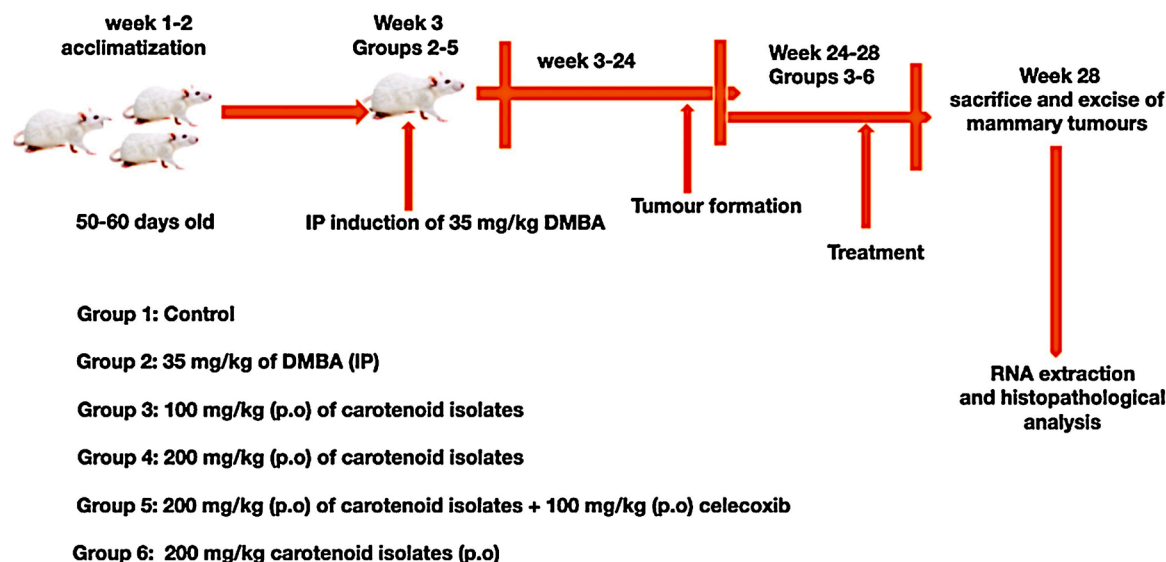 week 1-2
acclimatization
Week 3
Groups 2-5
week 3-24
Week 24-28
Groups 3-6
Week 28
sacrifice and excise of
mammary tumours
50-60 days old
IP induction of 35 mg/kg DMBA
Tumour formation
Treatment
Group 1: Control
Group 2: 35 mg/kg of DMBA (IP)
Group 3: 100 mg/kg (p.o) of carotenoid isolates
Group 4: 200 mg/kg (p.o) of carotenoid isolates
Group 5: 200 mg/kg (p.o) of carotenoid isolates + 100 mg/kg (p.o) celecoxib
Group 6: 200 mg/kg carotenoid isolates (p.o)
RNA extraction
and histopathological
analysis